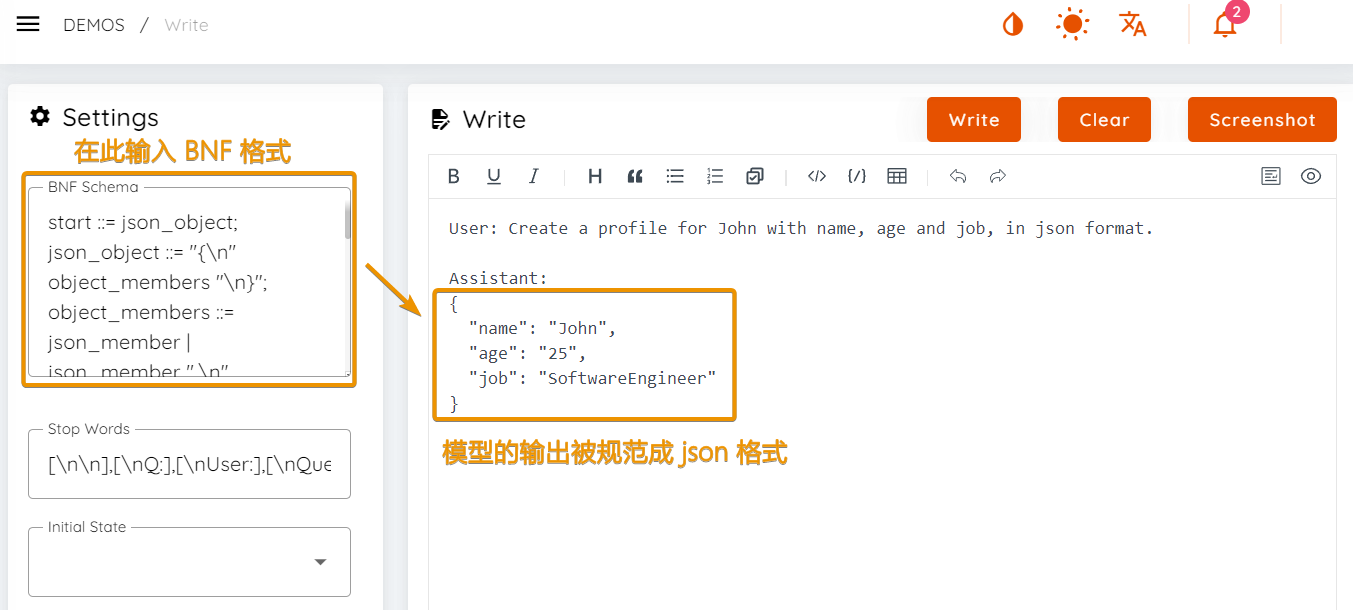 DEMOS / Write
2
Settings
在此输入 BNF 格式
BNF Schema
start ::= json_object;
json_object ::= "{\n"
object_members "\n}";
object_members ::=
json_member |
json_member ",\n"
Stop Words
[\n\n],[\nQ:],[\nUser:],[\nQue
Initial State
Write
Write
Clear
Screenshot
B U I H
User: Create a profile for John with name, age and job, in json format.
Assistant:
{
"name": "John",
"age": "25",
"job": "SoftwareEngineer"
}
模型的输出被规范成 json 格式